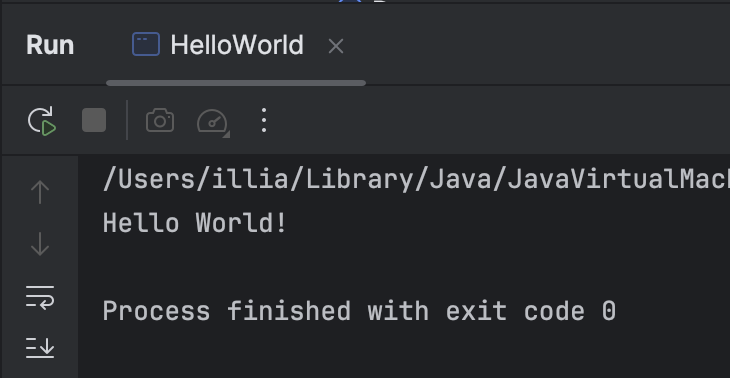 Run HelloWorld
/Users/illia/Library/Java/JavaVirtualMac
Hello World!
Process finished with exit code 0